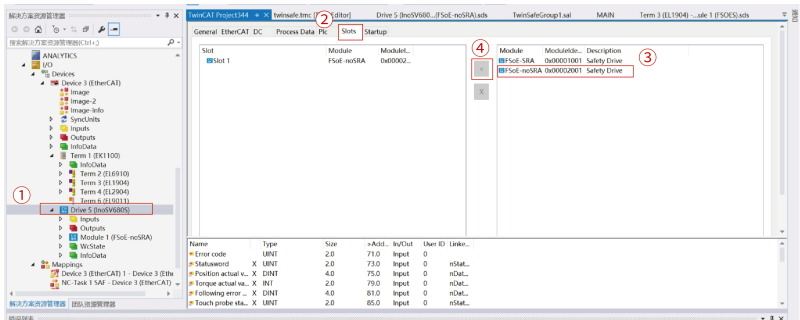 解决方案资源管理器
搜索解决方案资源管理器(Ctrl+;)
ANALYTICS
I/O
Devices
Device 3 (EtherCAT)
Image
Image-2
Image-Info
SyncUnits
Inputs
Outputs
InfoData
Term 1 (EK1100)
InfoData
Term 2 (EL6910)
Term 3 (EL1904)
Term 4 (EL2904)
Term 6 (EL9011)
①
Drive 5 (InoSV680S)
Inputs
Outputs
Module 1 (FSoE-noSRA)
WcState
InfoData
Mappings
Device 3 (EtherCAT) 1 - Device 3 (Ethe
NC-Task 1 SAF - Device 3 (EtherCAT)
解决方案资源管理器 团队资源管理器
TwinCAT Project344 twinsafe.tmc [ Editor] Drive 5 (InoSV680...(FSoE-noSRA).sds TwinSafeGroup1.sal MAIN Term 3 (EL1904) -...ule 1 (FSOES).sds
②
General EtherCAT DC Process Data Plc Slots Startup
Slot Module ModuleI...
Slot 1 FSoE-noSRA 0x00002...
④
<
X
Module ModuleIde... Description
③
FSoE-SRA 0x00001001 Safety Drive
FSoE-noSRA 0x00002001 Safety Drive
Name Type Size >Add... In/Out User ID Linke...
Error code UINT 2.0 71.0 Input 0
Statusword X UINT 2.0 73.0 Input 0 nStat...
Position actual v... X DINT 4.0 75.0 Input 0 nDat...
Torque actual va... X INT 2.0 79.0 Input 0 nDat...
Following error ... X DINT 4.0 81.0 Input 0 nDat...
Touch probe sta... X UINT 2.0 85.0 Input 0 nStat...